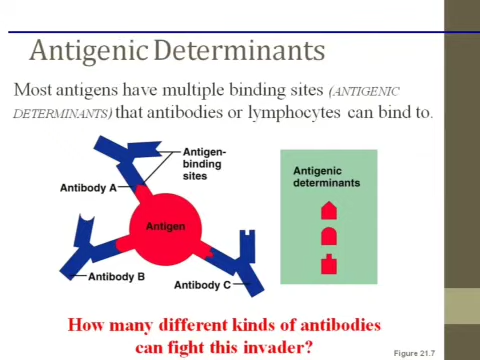 Antigenic Determinants
Most antigens have multiple binding sites (ANTIGENIC
DETERMINANTS) that antibodies or lymphocytes can bind to.
Antigen-
binding
sites
Antibody A
Antigen
Antibody B
Antibody C
Antigenic
determinants
How many different kinds of antibodies
can fight this invader?
Figure 21.7